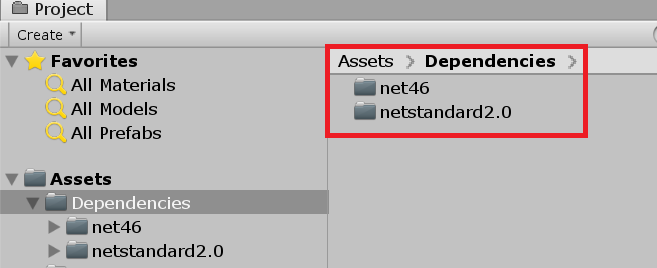 Project
Create
Favorites
All Materials
All Models
All Prefabs
Assets
Dependencies
net46
netstandard2.0
Assets Dependencies
net46
netstandard2.0